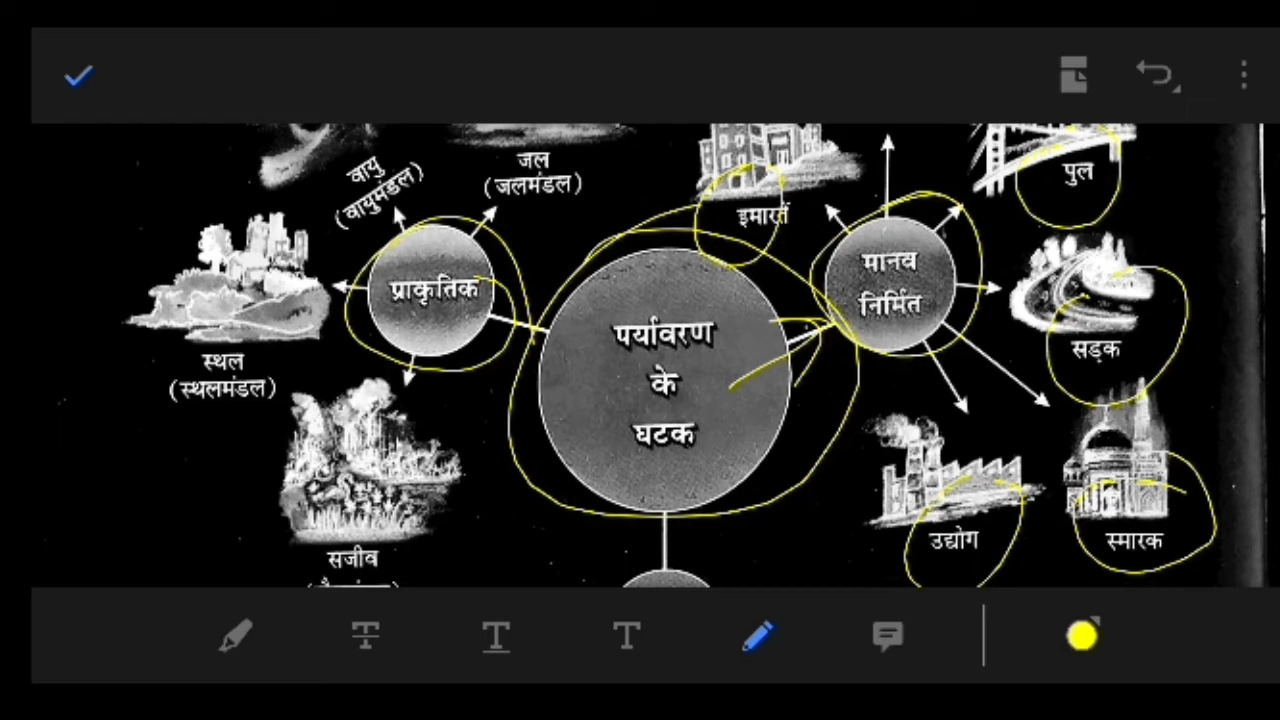 वायु
(वायुमंडल)
जल
(जलमंडल)
इमारतें
पुल
प्राकृतिक
मानव
निर्मित
पर्यावरण
के
घटक
स्थल
(स्थलमंडल)
सड़क
सजीव
उद्योग
स्मारक